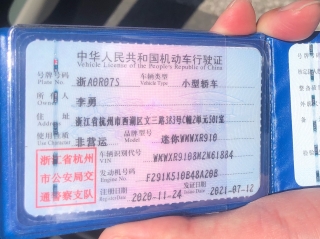 中华人民共和国机动车行驶证
Vehicle License of the People's Republic of China
号牌号码 浙A0R075 车辆类型 小型轿车
Plate No. Vehicle Type
所有人 李勇
住址 浙江省杭州市西湖区文三路383号(幢2单元501室
使用性质 非营运 品牌型号 迷你WMWXR910
Use Character Model
浙江省杭州市公安局交通警察支队
车辆识别代号 WMWXR9108M2N61884
VIN
发动机号码 F291K510B48A20B
Engine No.
注册日期 2020-11-24 发证日期 2021-07-12
Register Date Issue Date